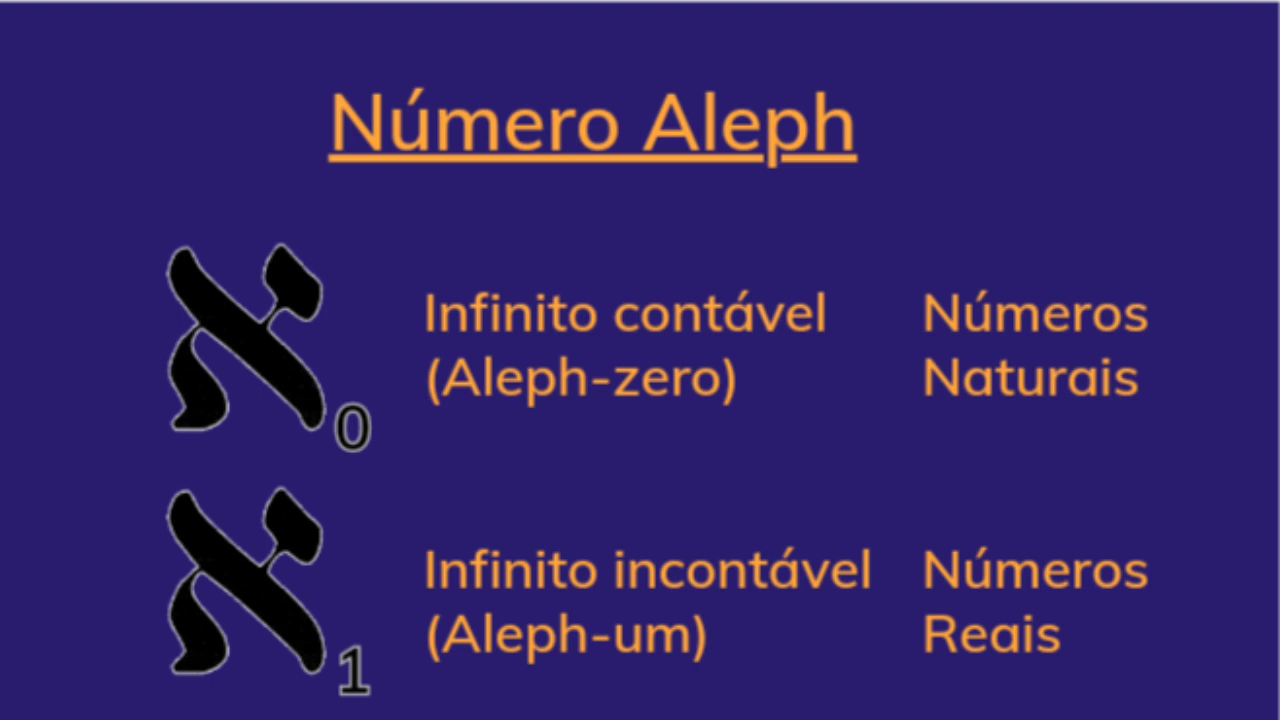 Número Aleph
ℵ0
Infinito contável
(Aleph-zero)
Números
Naturais
ℵ1
Infinito incontável
(Aleph-um)
Números
Reais